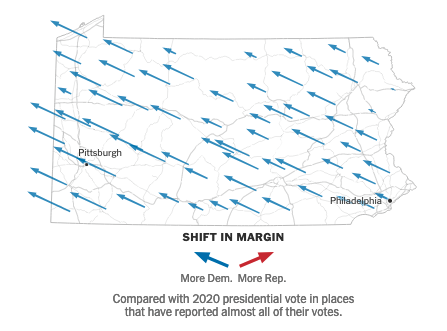 Pittsburgh
Philadelphia
SHIFT IN MARGIN
More Dem. More Rep.
Compared with 2020 presidential vote in places
that have reported almost all of their votes.